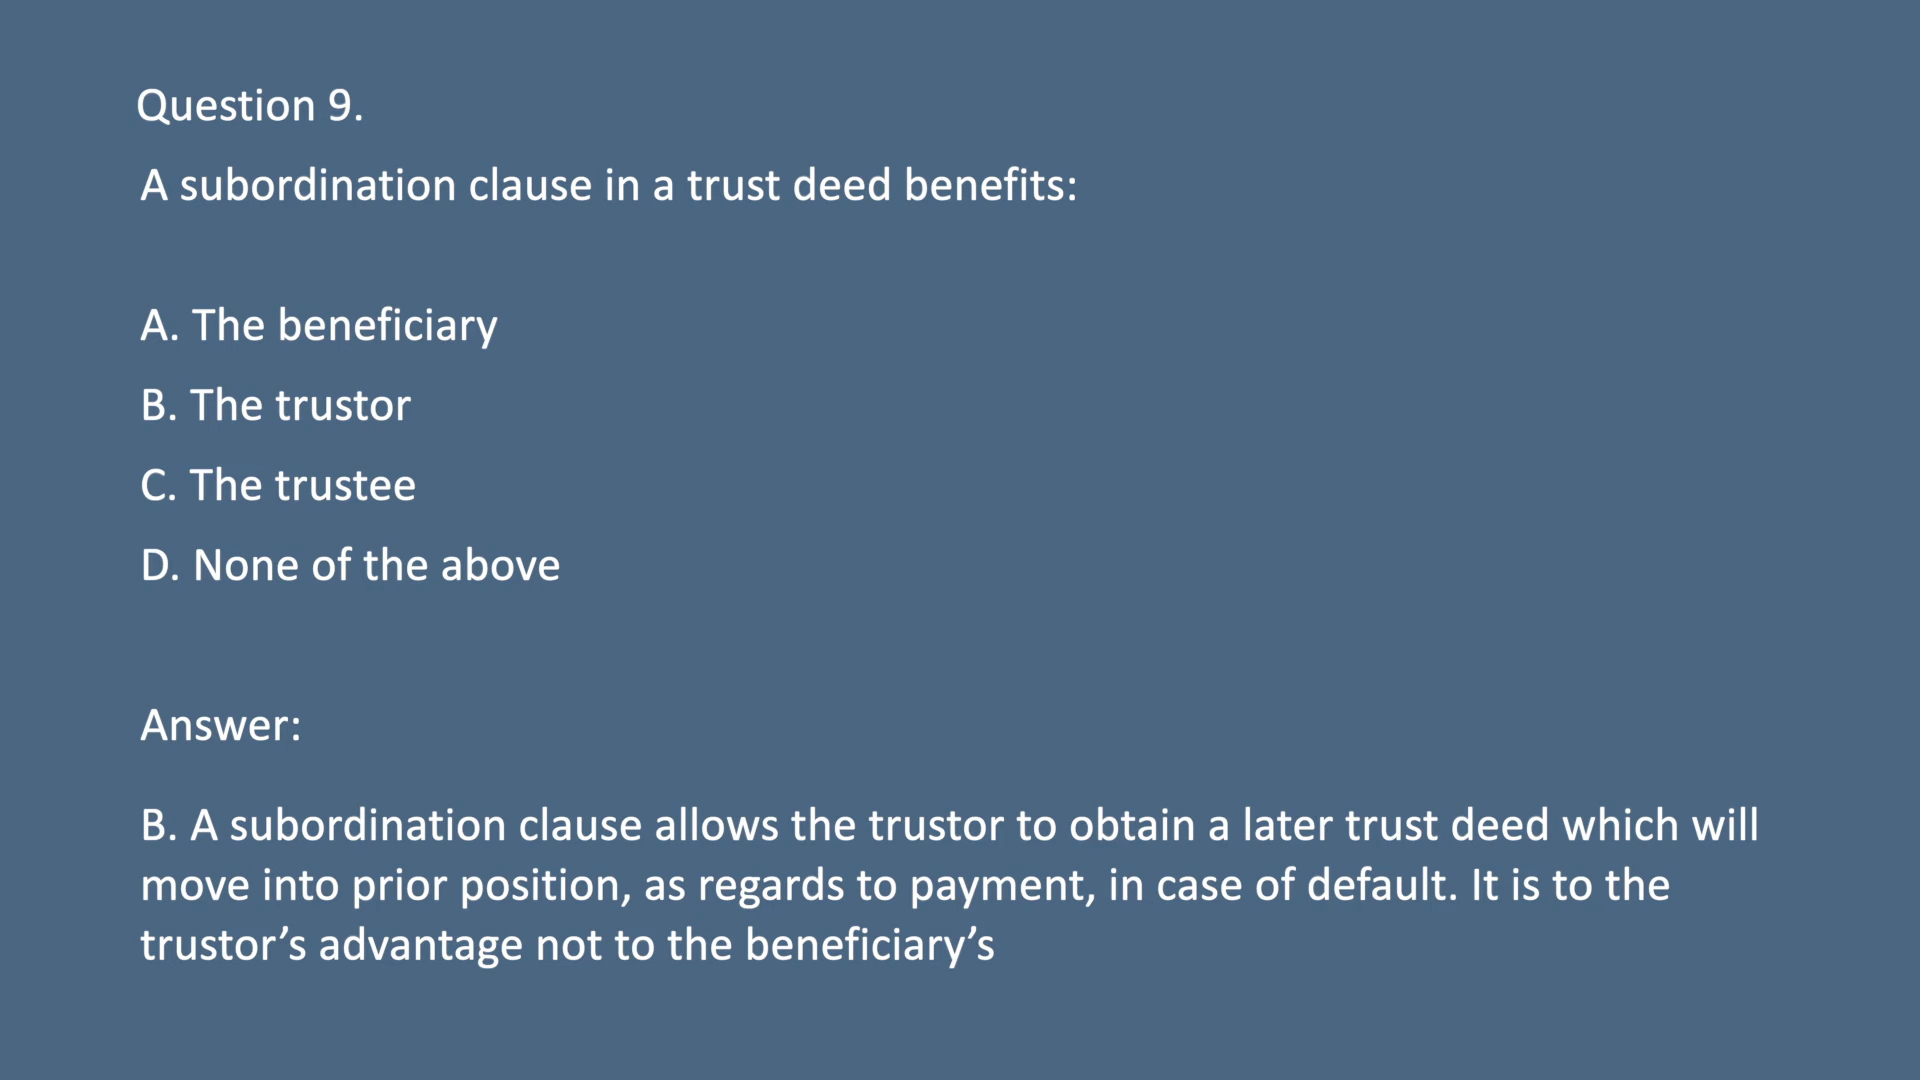 Question 9.
A subordination clause in a trust deed benefits:
A. The beneficiary
B. The trustor
C. The trustee
D. None of the above
Answer:
B. A subordination clause allows the trustor to obtain a later trust deed which will
move into prior position, as regards to payment, in case of default. It is to the
trustor’s advantage not to the beneficiary’s